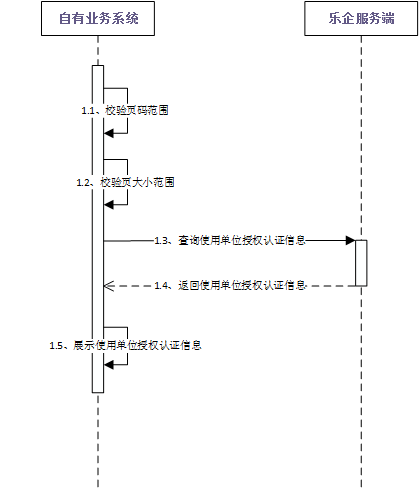 自有业务系统
乐企服务端
1.1、校验页码范围
1.2、校验页大小范围
1.3、查询使用单位授权认证信息
1.4、返回使用单位授权认证信息
1.5、展示使用单位授权认证信息